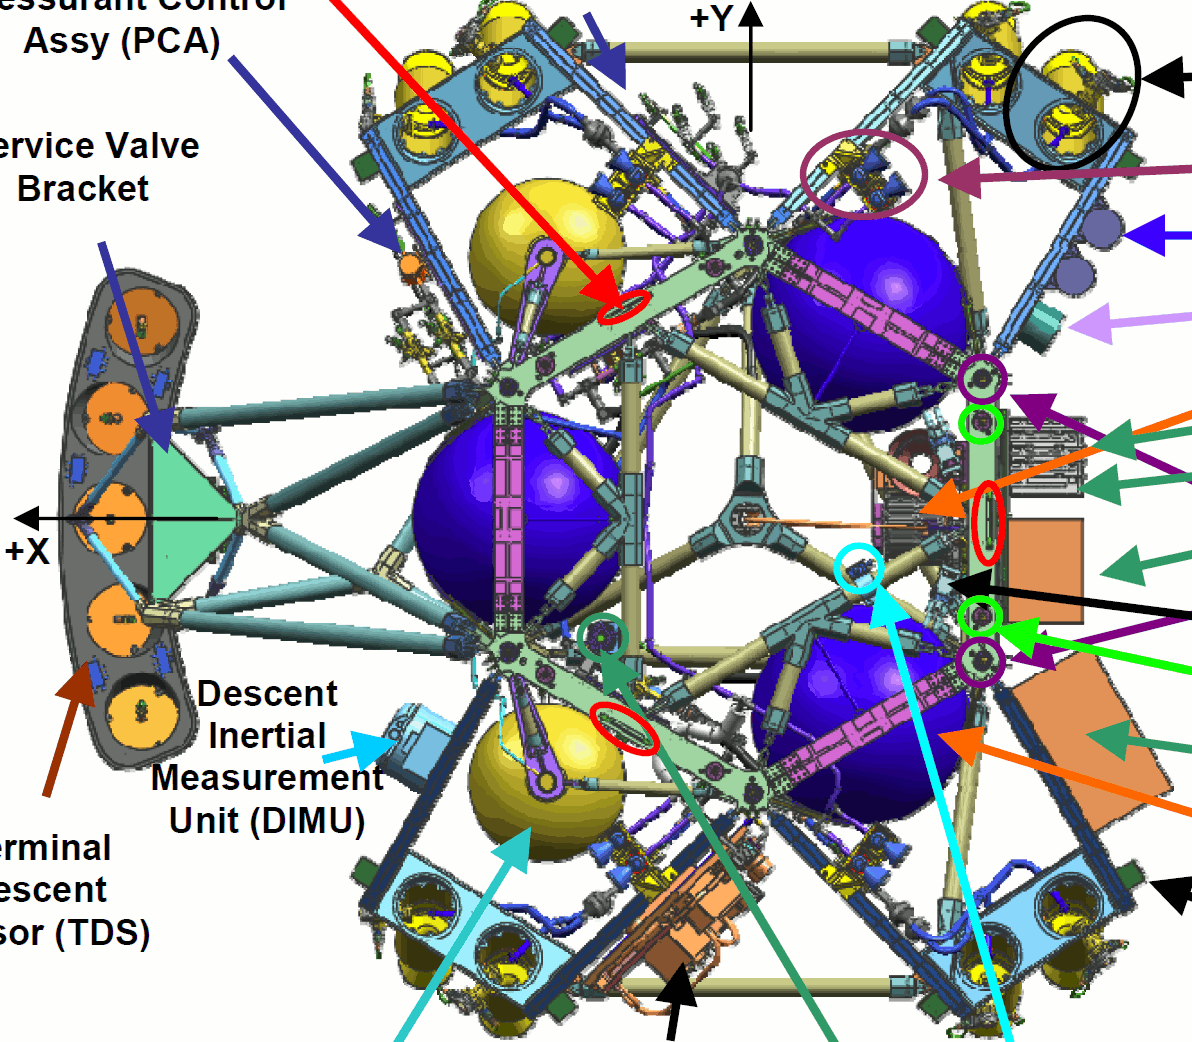 essurant Control
Assy (PCA)
ervice Valve
Bracket
+Y
+X
Descent
Inertial
Measurement
Unit (DIMU)
erminal
escent
sor (TDS)